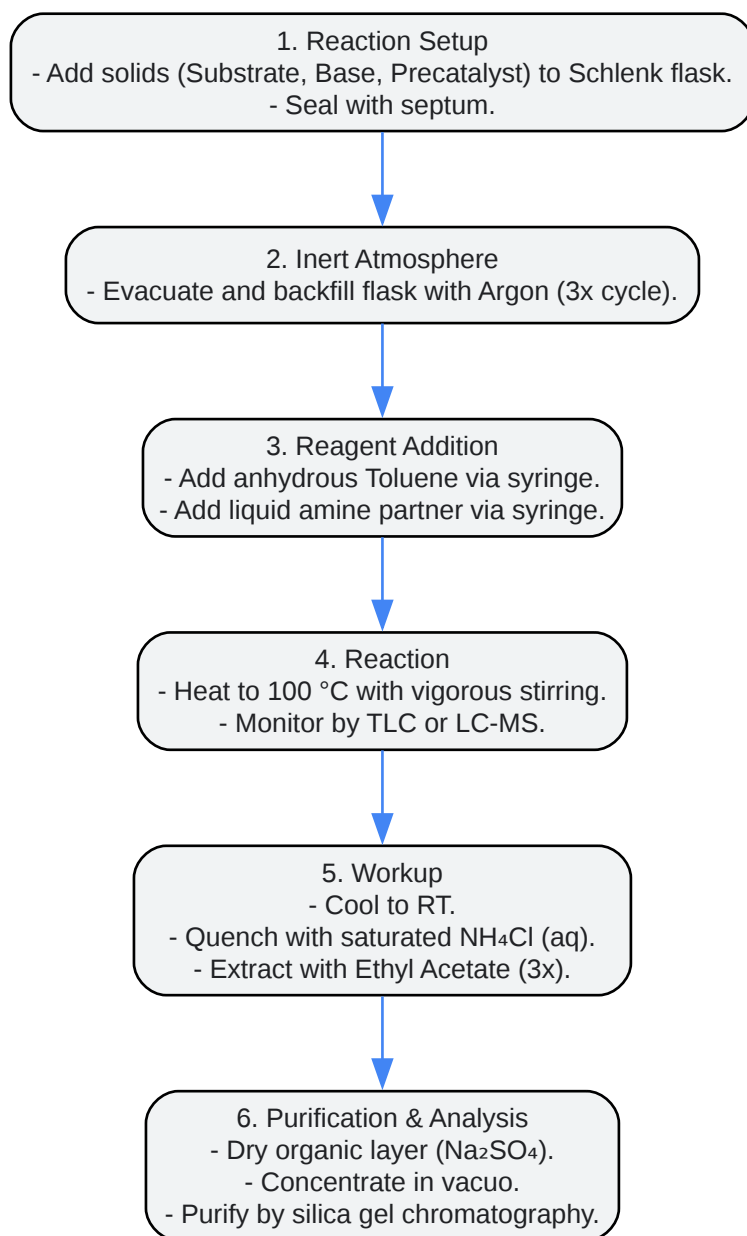 1. Reaction Setup
- Add solids (Substrate, Base, Precatalyst) to Schlenk flask.
- Seal with septum.
2. Inert Atmosphere
- Evacuate and backfill flask with Argon (3x cycle).
3. Reagent Addition
- Add anhydrous Toluene via syringe.
- Add liquid amine partner via syringe.
4. Reaction
- Heat to 100 °C with vigorous stirring.
- Monitor by TLC or LC-MS.
5. Workup
- Cool to RT.
- Quench with saturated NH₄Cl (aq).
- Extract with Ethyl Acetate (3x).
6. Purification & Analysis
- Dry organic layer (Na₂SO₄).
- Concentrate in vacuo.
- Purify by silica gel chromatography.